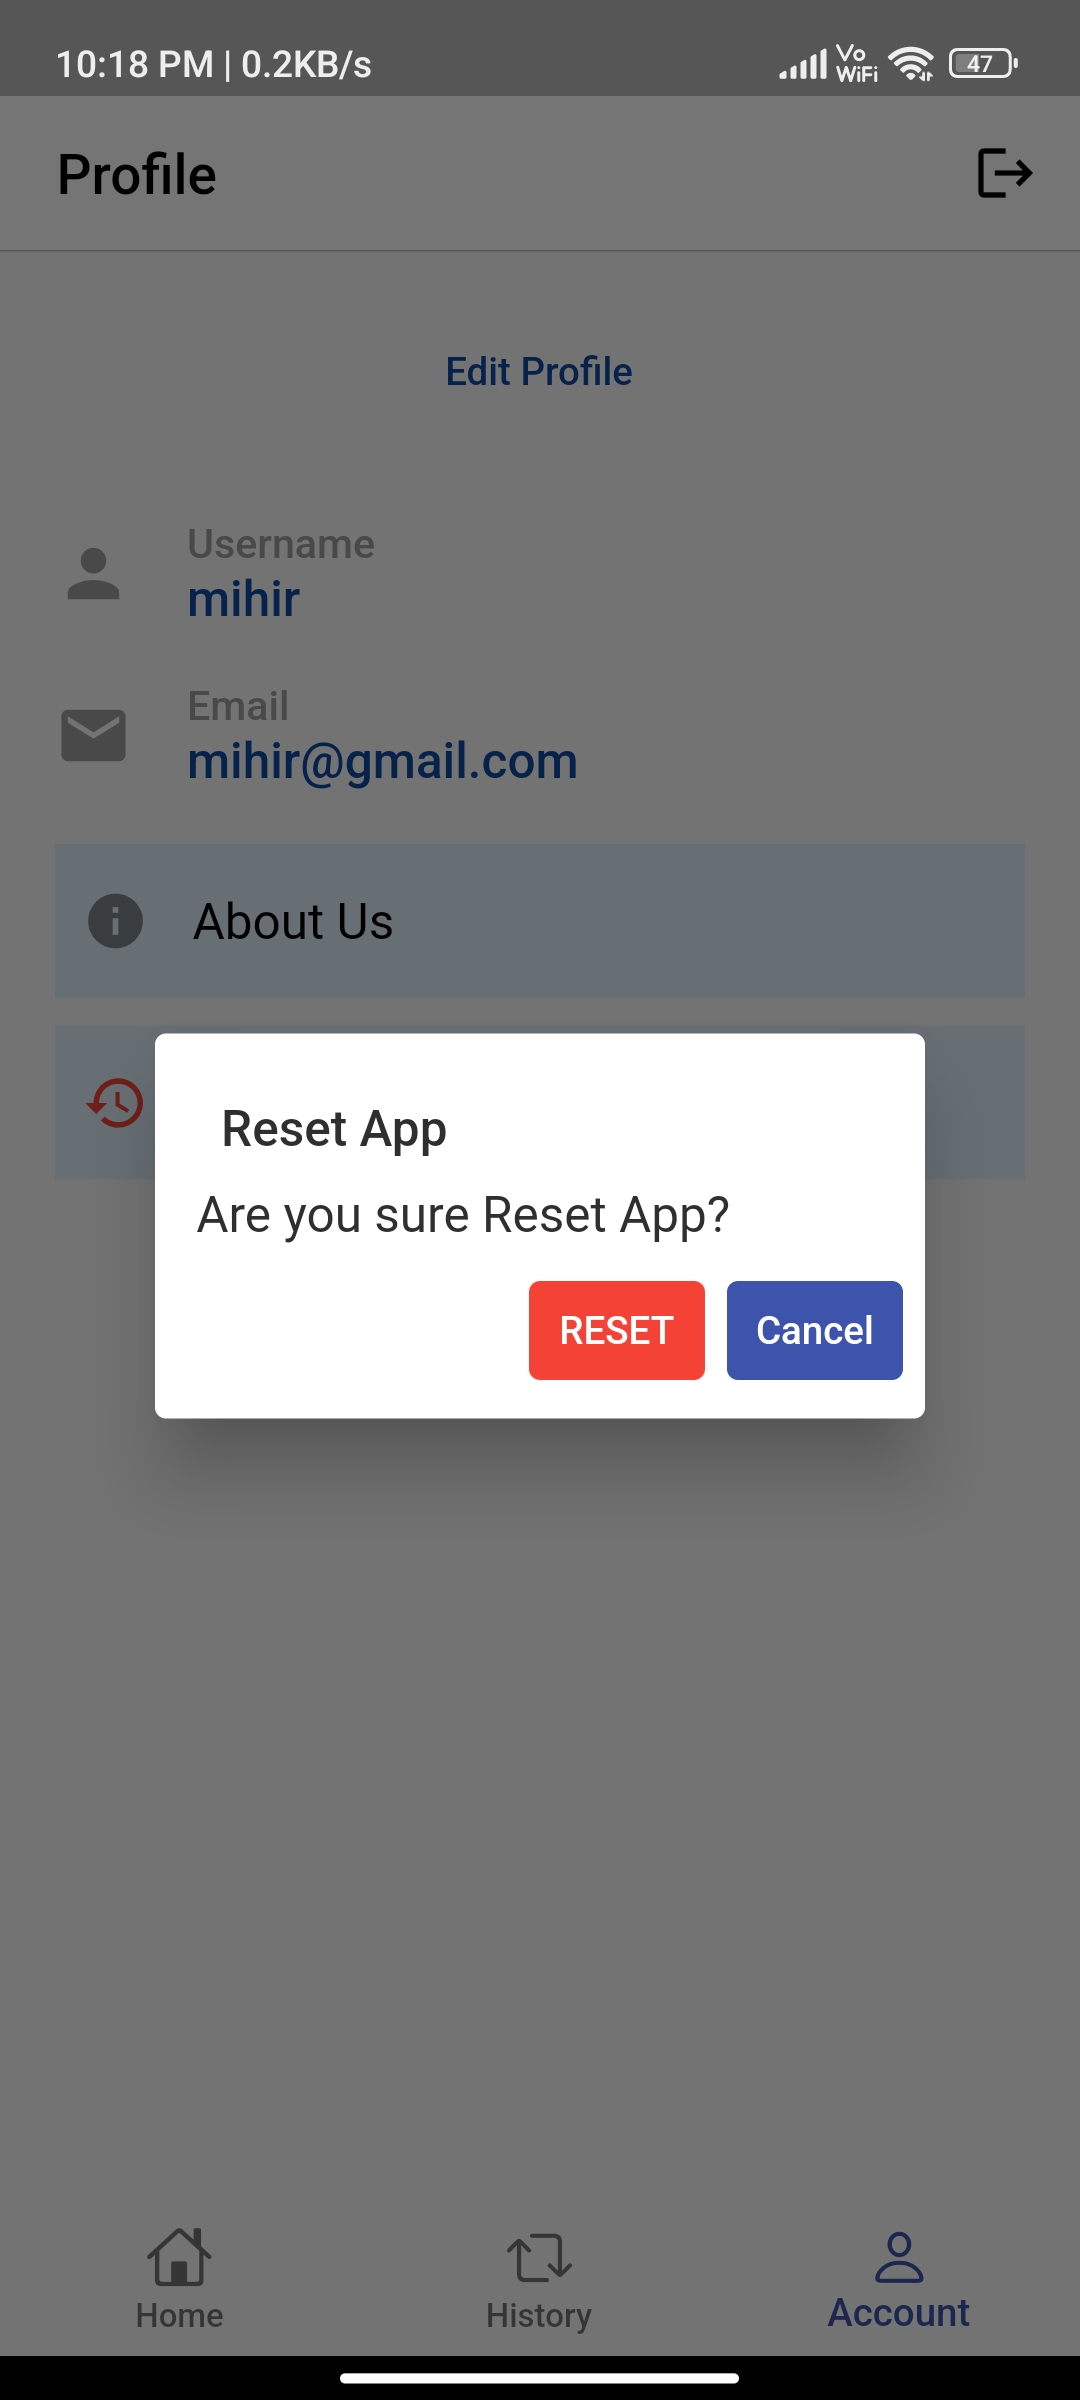 10:18 PM | 0.2KB/s
Vo
WiFi
47
Profile
Edit Profile
Username
mihir
Email
mihir@gmail.com
About Us
Reset App
Are you sure Reset App?
RESET Cancel
Home History Account